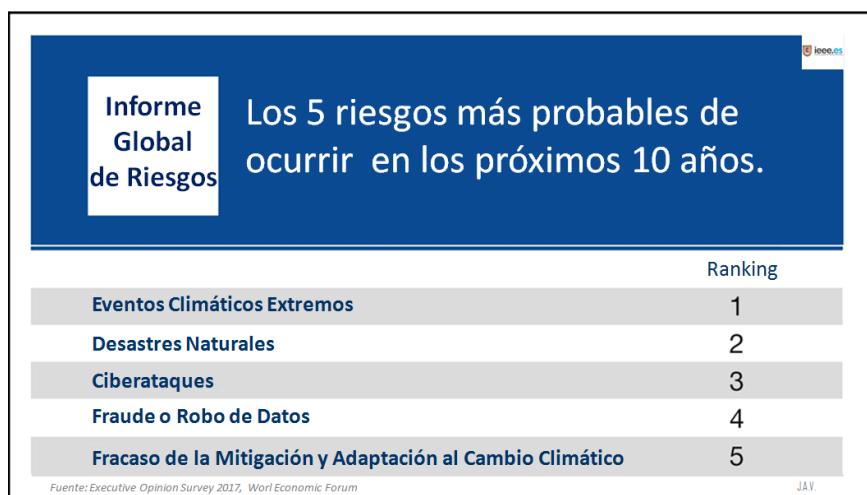 ieee.es
Informe
Global
de Riesgos
Los 5 riesgos más probables de
ocurrir en los próximos 10 años.
Ranking
Eventos Climáticos Extremos 1
Desastres Naturales 2
Ciberataques 3
Fraude o Robo de Datos 4
Fracaso de la Mitigación y Adaptación al Cambio Climático 5
Fuente: Executive Opinion Survey 2017, Worl Economic Forum
J.A.V.